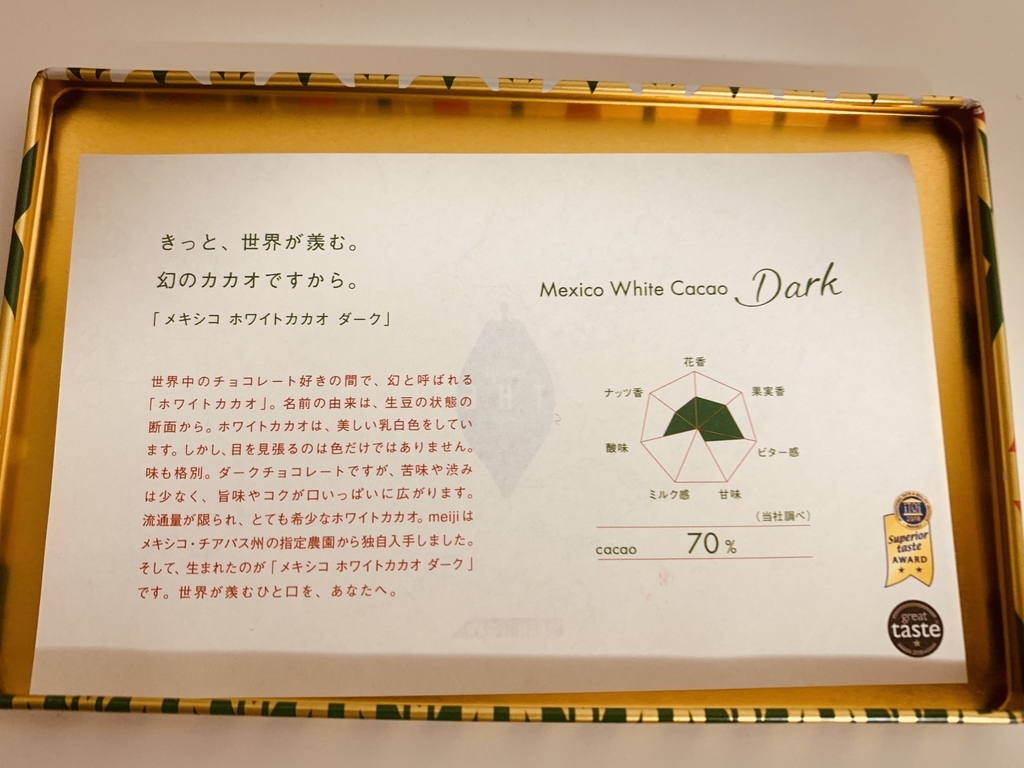 きっと、世界が羨む。
幻のカカオですから。
「メキシコ ホワイトカカオ ダーク」
世界中のチョコレート好きの間で、幻と呼ばれる
「ホワイトカカオ」。名前の由来は、生豆の状態の
断面から。ホワイトカカオは、美しい乳白色をしてい
ます。しかし、目を見張るのは色だけではありません。
味も格別。ダークチョコレートですが、苦味や渋み
は少なく、旨味やコクが口いっぱいに広がります。
流通量が限られ、とても希少なホワイトカカオ。meijiは
メキシコ・チアパス州の指定農園から独自入手しました。
そして、生まれたのが「メキシコ ホワイトカカオ ダーク」
です。世界が羨むひと口を、あなたへ。
Mexico White Cacao Dark
花香
ナッツ香
果実香
酸味
ビター感
ミルク感
甘味
(当社調べ)
cacao 70%
Superior
taste
AWARD
great
taste